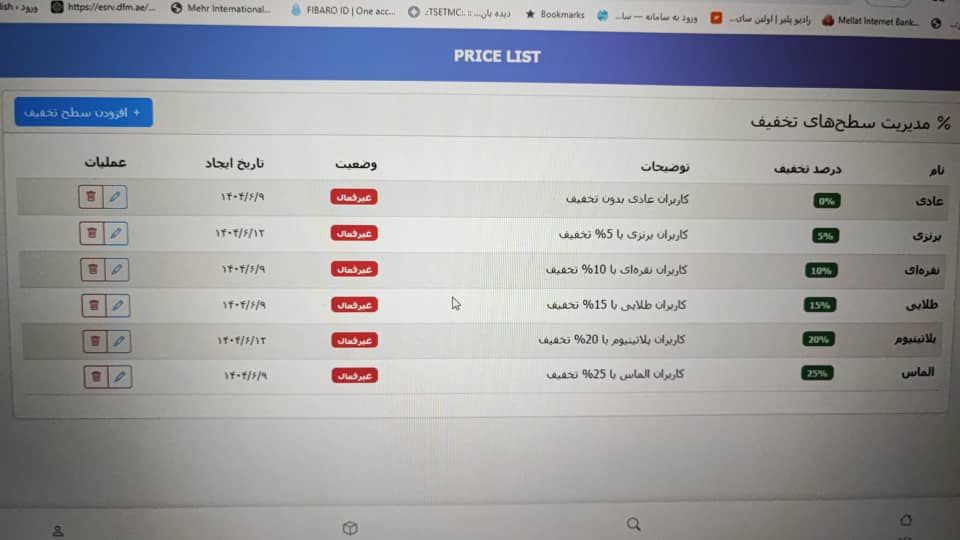 https://esrv.dfm.ae/...
Mehr International...
FIBARO ID | One acc...
دیده بان... :: TSETMC::.
Bookmarks
ورود به سامانه — سا...
رادیو پلیر | اولین سای...
Mellat Internet Bank...
PRICE LIST
% مدیریت سطح‌های تخفیف
+ افزودن سطح تخفیف
نام درصد تخفیف توضیحات وضعیت تاریخ ایجاد عملیات
عادی 0% کاربران عادی بدون تخفیف غیرفعال ۱۴۰۴/۶/۹
برنزی 5% کاربران برنزی با 5% تخفیف غیرفعال ۱۴۰۴/۶/۱۲
نقره‌ای 10% کاربران نقره‌ای با 10% تخفیف غیرفعال ۱۴۰۴/۶/۹
طلایی 15% کاربران طلایی با 15% تخفیف غیرفعال ۱۴۰۴/۶/۹
پلاتینیوم 20% کاربران پلاتینیوم با 20% تخفیف غیرفعال ۱۴۰۴/۶/۱۲
الماس 25% کاربران الماس با 25% تخفیف غیرفعال ۱۴۰۴/۶/۹